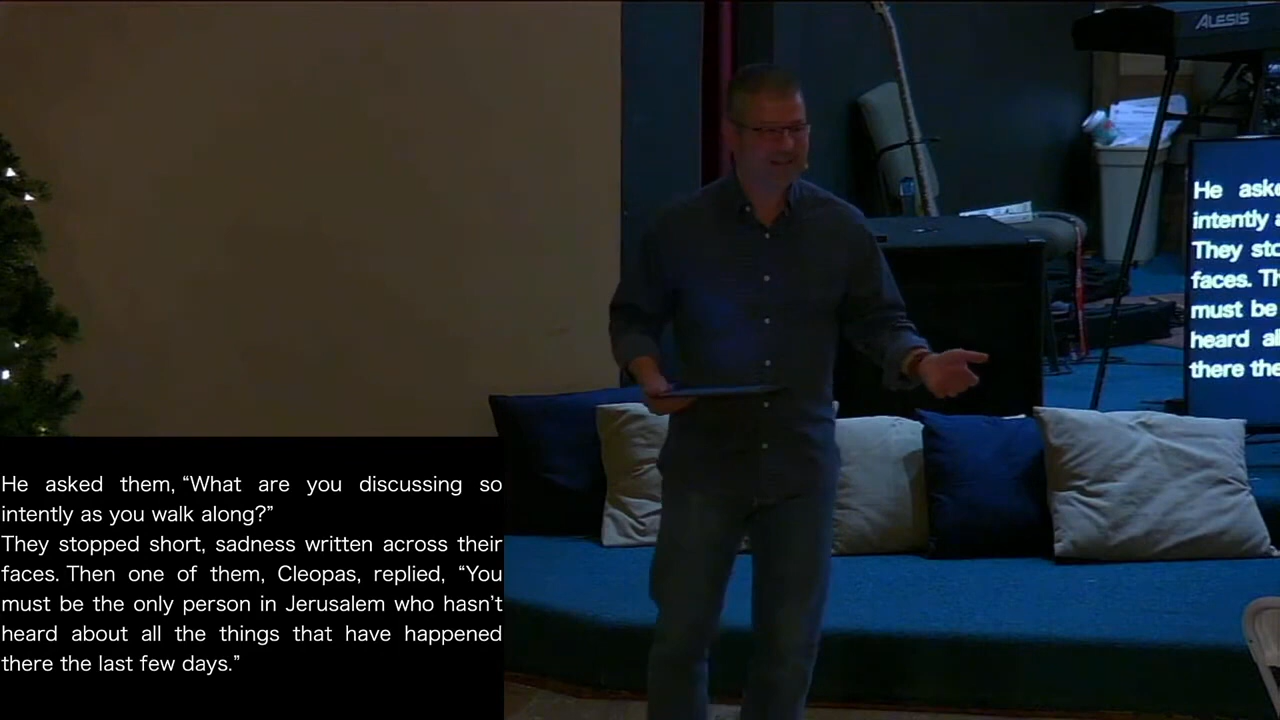 ALESIS
He aske
intently a
They sto
faces. Th
must be
heard al
there the
He asked them, “What are you discussing so
intently as you walk along?”
They stopped short, sadness written across their
faces. Then one of them, Cleopas, replied, “You
must be the only person in Jerusalem who hasn’t
heard about all the things that have happened
there the last few days.”